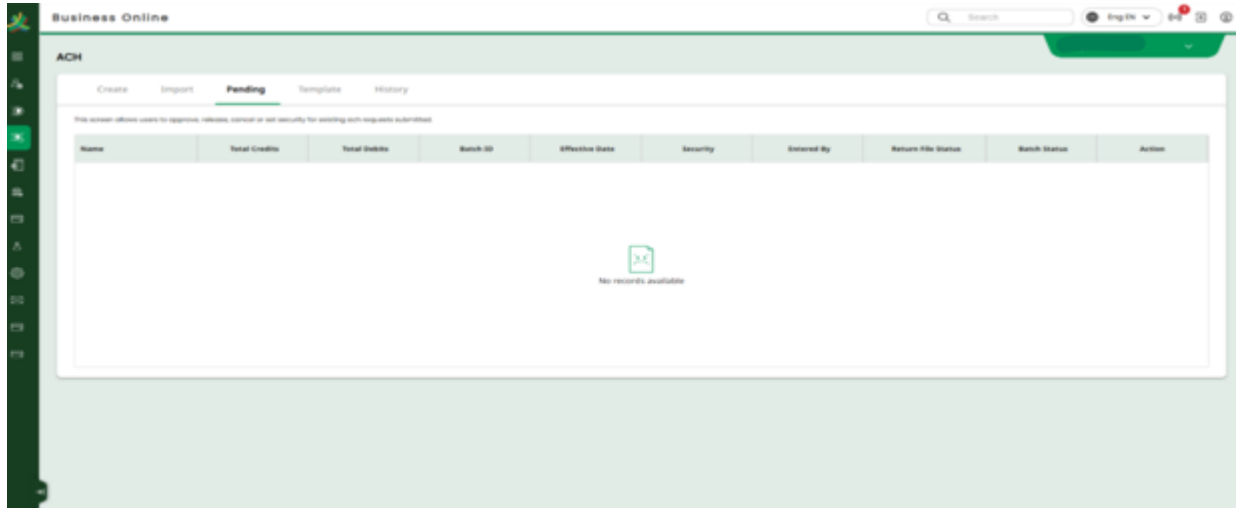 Business Online
Search
Eng EN
ACH
Create Import Pending Template History
This screen allows users to approve, release, cancel or set security for existing ach requests submitted.
Name Total Credits Total Debits Batch ID Effective Date Security Entered By Return File Status Batch Status Action
No records available